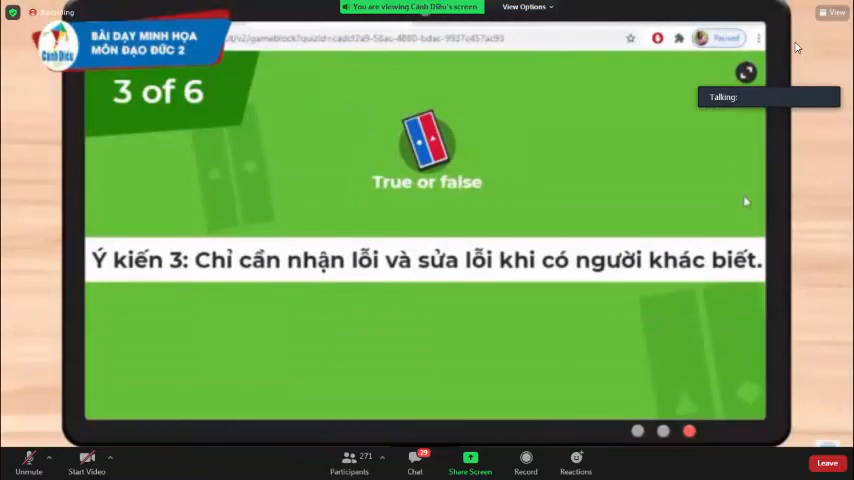 Recording
You are viewing Cánh Diều's screen
View Options
View
BÀI DẠY MINH HỌA
MÔN ĐẠO ĐỨC 2
Cánh Diều
Paused
3 of 6
Talking:
True or false
Ý kiến 3: Chỉ cần nhận lỗi và sửa lỗi khi có người khác biết.
Unmute
Start Video
271
Participants
29
Chat
Share Screen
Record
Reactions
Leave